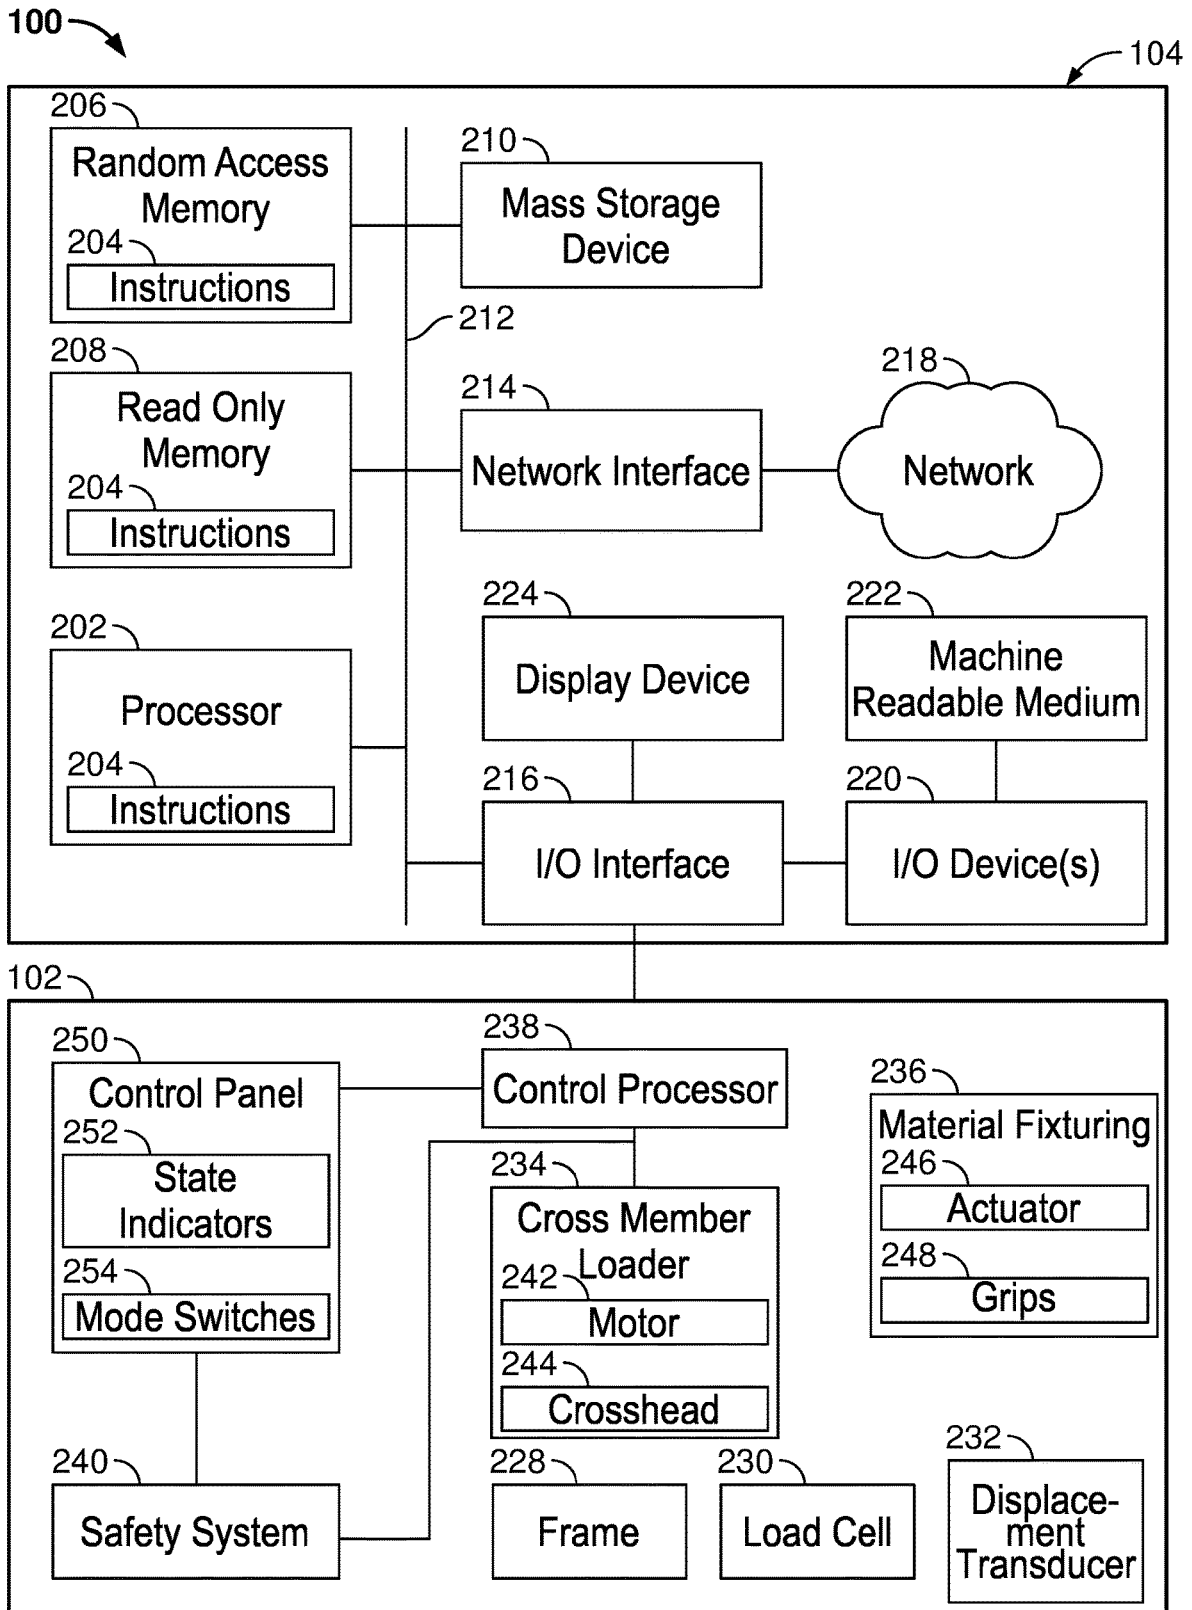 100
104
206
Random Access
Memory
204
Instructions
210
Mass Storage
Device
212
208
Read Only
Memory
204
Instructions
214
Network Interface
218
Network
202
Processor
204
Instructions
224
Display Device
222
Machine
Readable Medium
216
I/O Interface
220
I/O Device(s)
102
250
Control Panel
252
State
Indicators
254
Mode Switches
238
Control Processor
234
Cross Member
Loader
242
Motor
244
Crosshead
236
Material Fixturing
246
Actuator
248
Grips
240
Safety System
228
Frame
230
Load Cell
232
Displace-
ment
Transducer